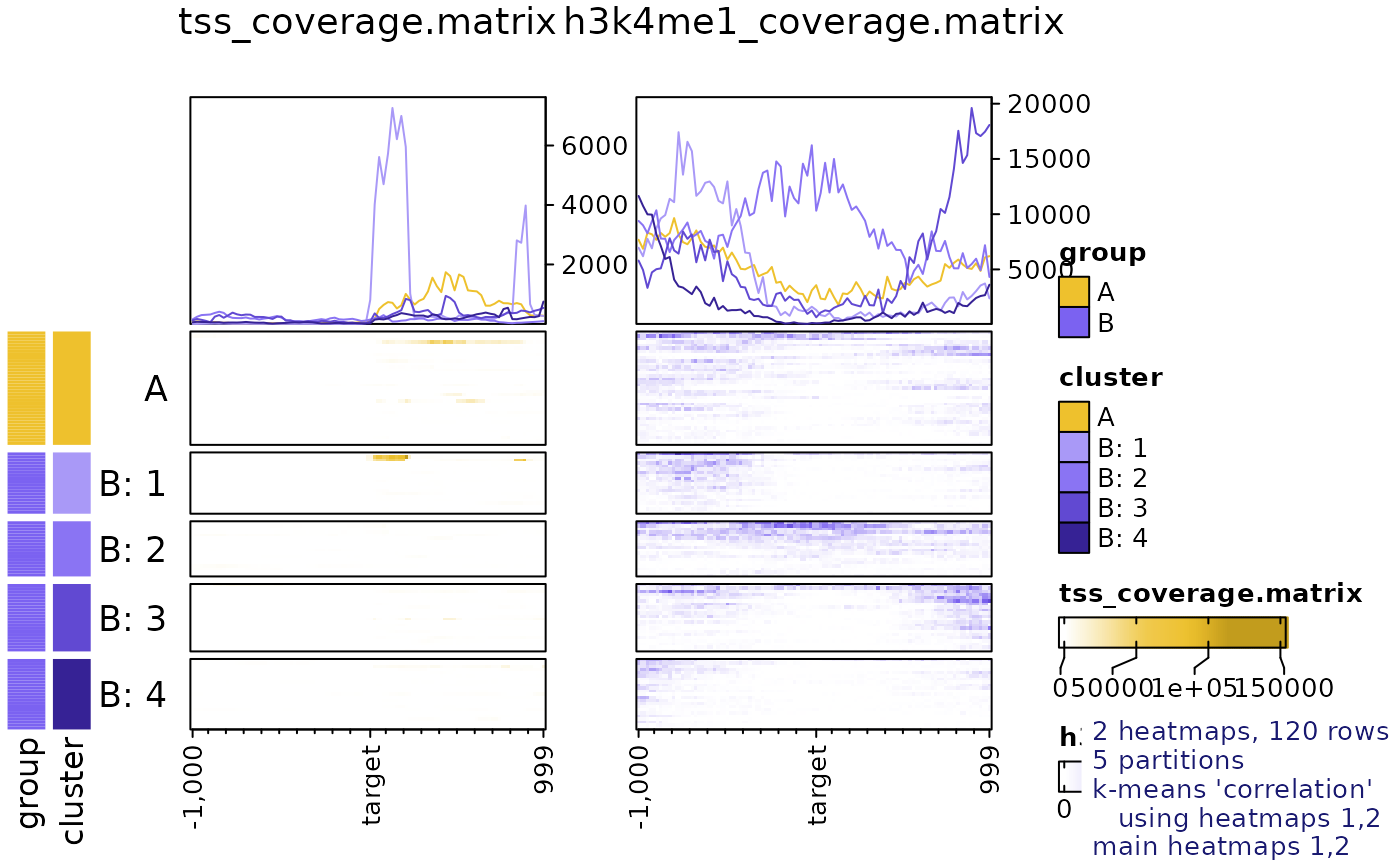 tss_coverage.matrix h3k4me1_coverage.matrix
6000
4000
2000
20000
15000
10000
5000
group
A
B
cluster
A
B: 1
B: 2
B: 3
B: 4
tss_coverage.matrix
0 50000 1e+05 150000
h
0
2 heatmaps, 120 rows
5 partitions
k-means 'correlation'
using heatmaps 1,2
main heatmaps 1,2
A
B: 1
B: 2
B: 3
B: 4
group
cluster
-1,000
target
999
-1,000
target
999